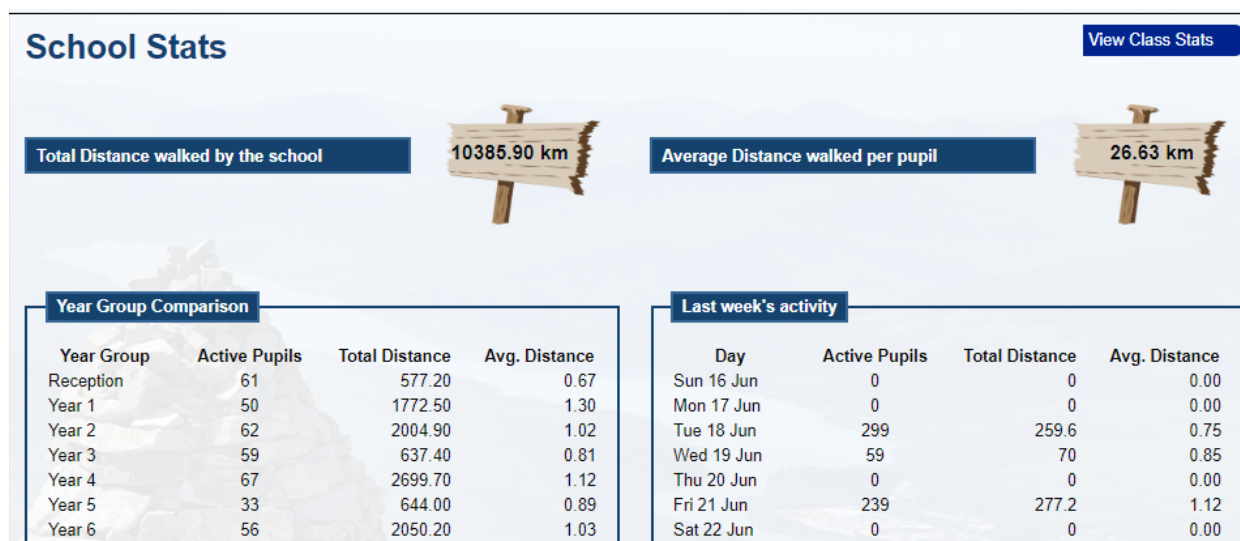 School Stats
View Class Stats
Total Distance walked by the school
10385.90 km
Average Distance walked per pupil
26.63 km
Year Group Comparison
Year Group Active Pupils Total Distance Avg. Distance
Reception 61 577.20 0.67
Year 1 50 1772.50 1.30
Year 2 62 2004.90 1.02
Year 3 59 637.40 0.81
Year 4 67 2699.70 1.12
Year 5 33 644.00 0.89
Year 6 56 2050.20 1.03
Last week's activity
Day Active Pupils Total Distance Avg. Distance
Sun 16 Jun 0 0 0.00
Mon 17 Jun 0 0 0.00
Tue 18 Jun 299 259.6 0.75
Wed 19 Jun 59 70 0.85
Thu 20 Jun 0 0 0.00
Fri 21 Jun 239 277.2 1.12
Sat 22 Jun 0 0 0.00